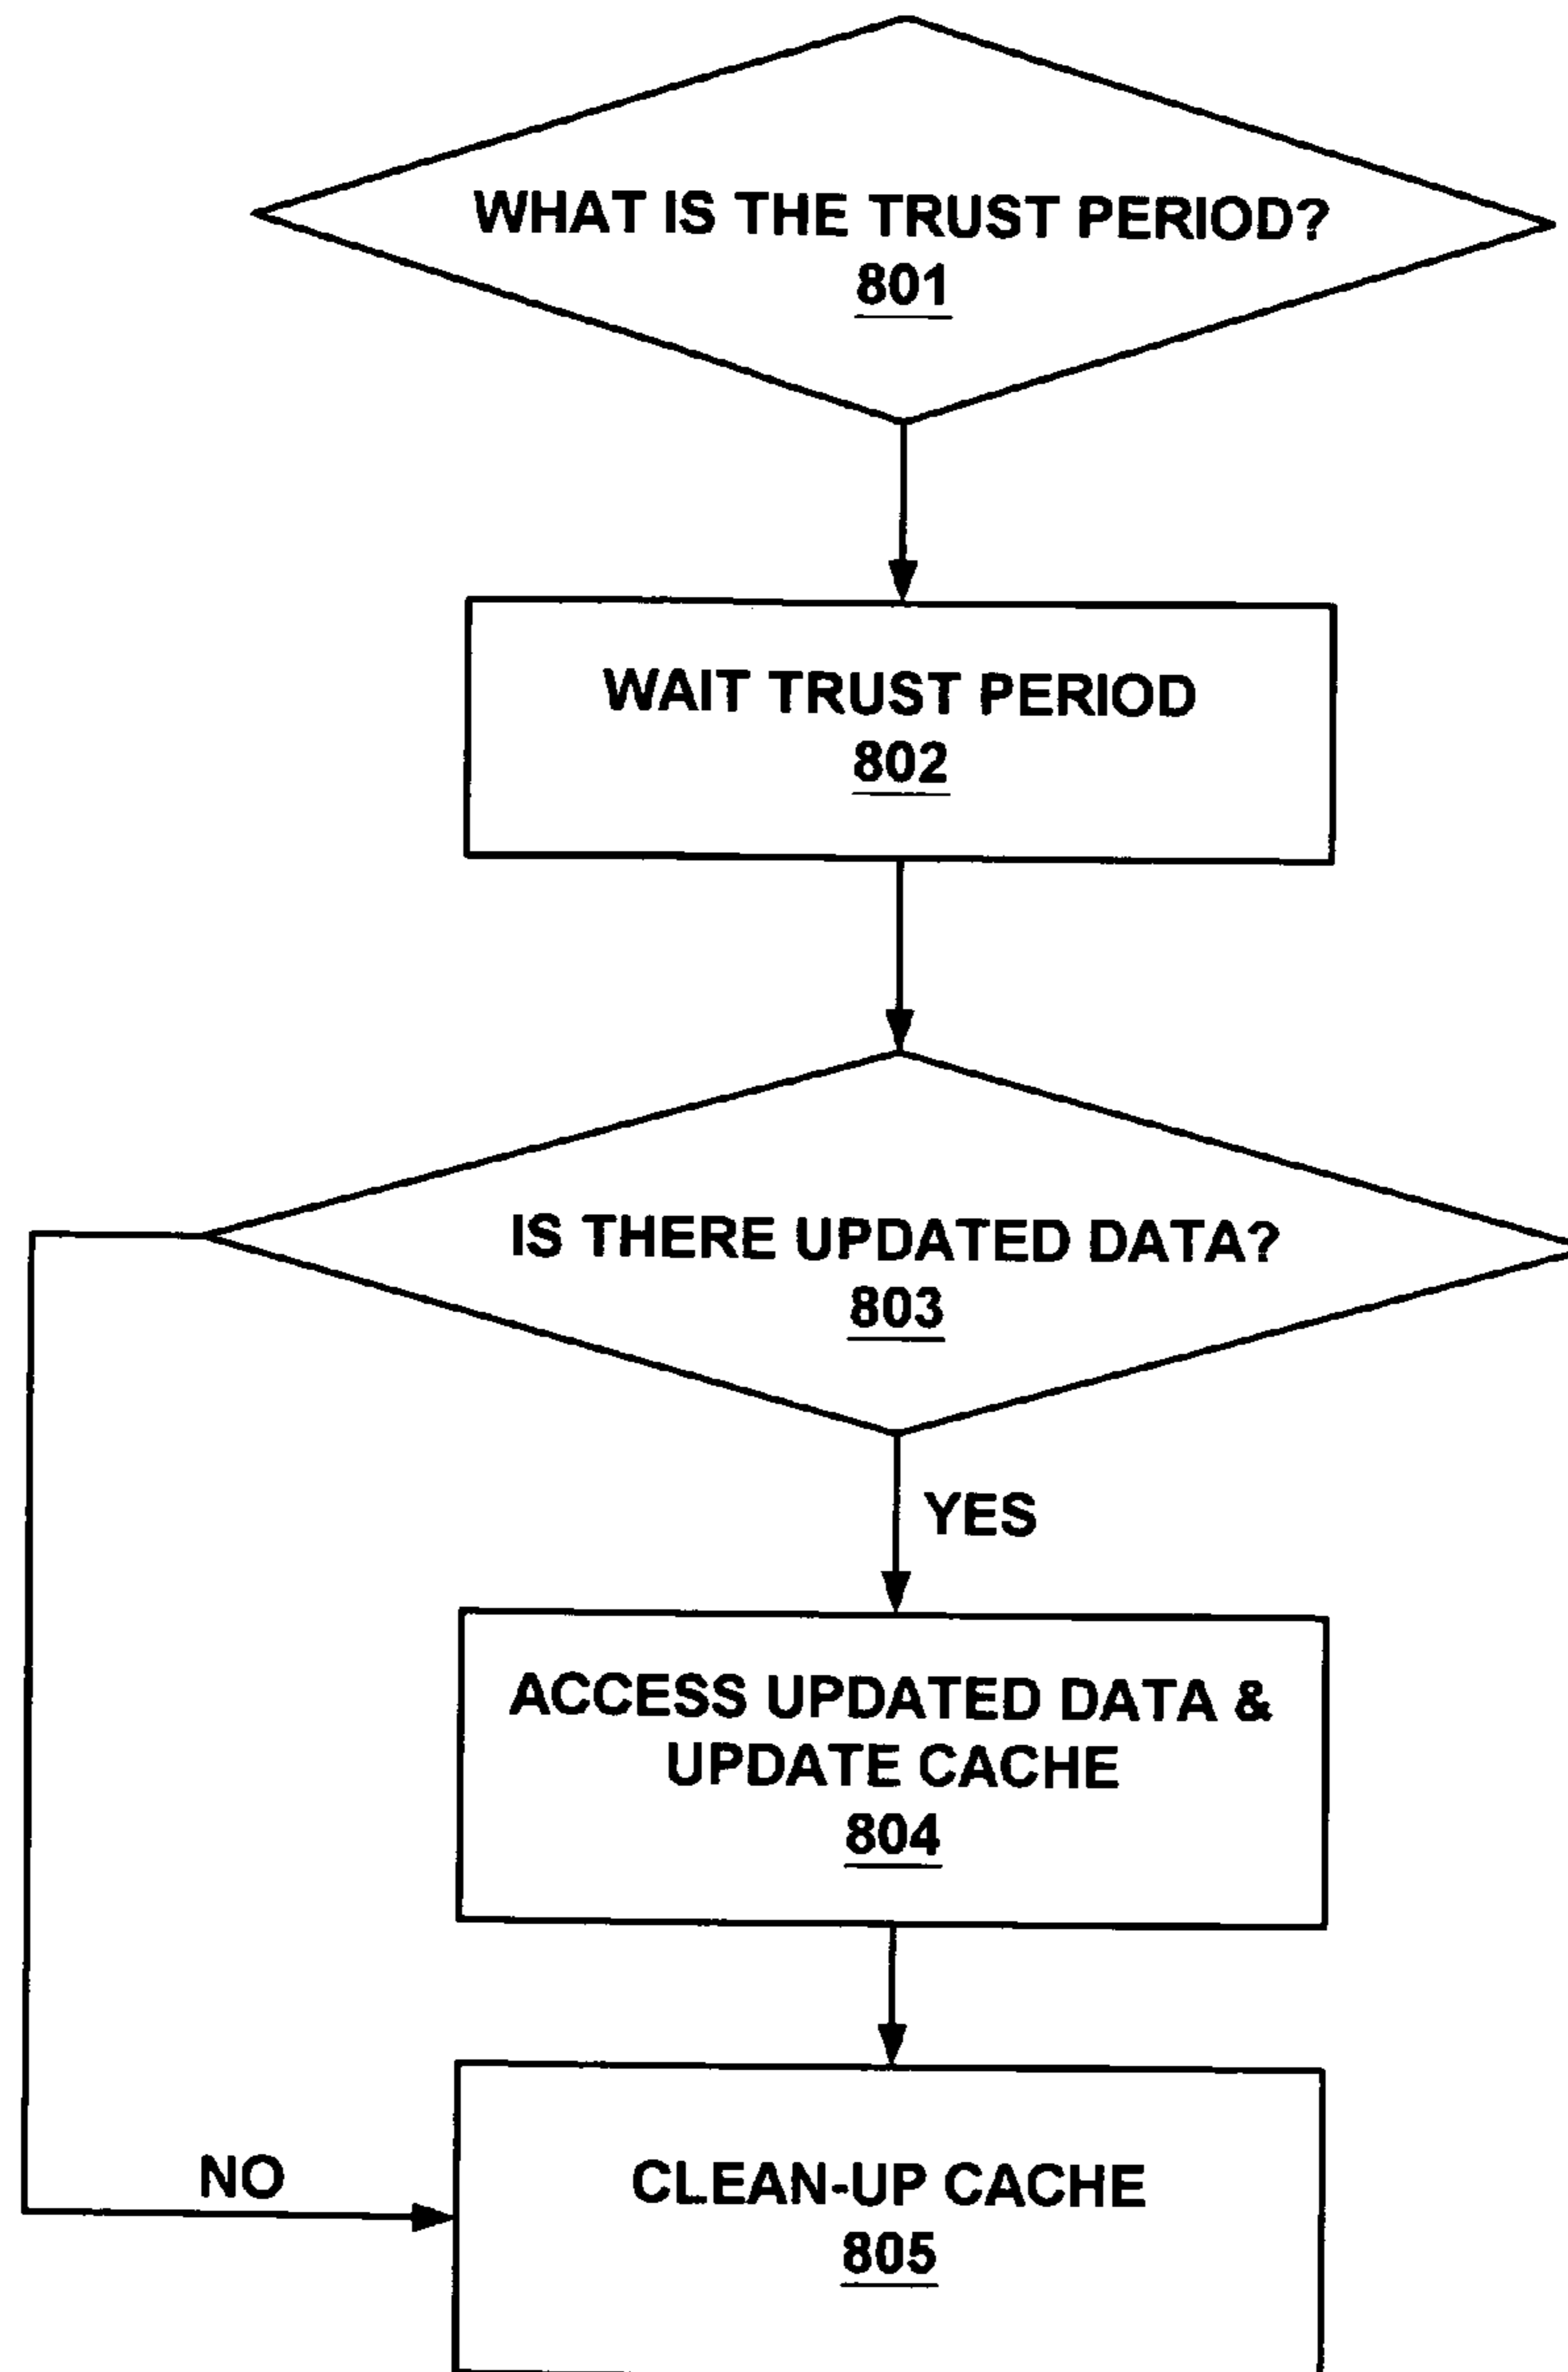 WHAT IS THE TRUST PERIOD?
801
WAIT TRUST PERIOD
802
IS THERE UPDATED DATA?
803
YES
ACCESS UPDATED DATA &
UPDATE CACHE
804
NO
CLEAN-UP CACHE
805